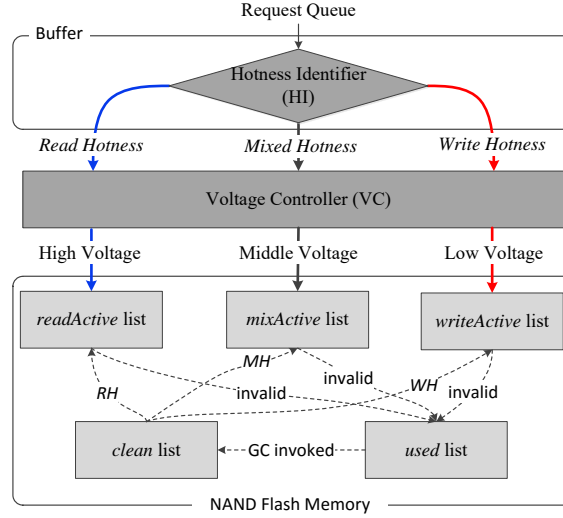 Request Queue
Buffer
Hotness Identifier
(HI)
Read Hotness
Mixed Hotness
Write Hotness
Voltage Controller (VC)
High Voltage
Middle Voltage
Low Voltage
readActive list
mixActive list
writeActive list
RH
MH
invalid
invalid
WH
invalid
clean list
GC invoked
used list
NAND Flash Memory